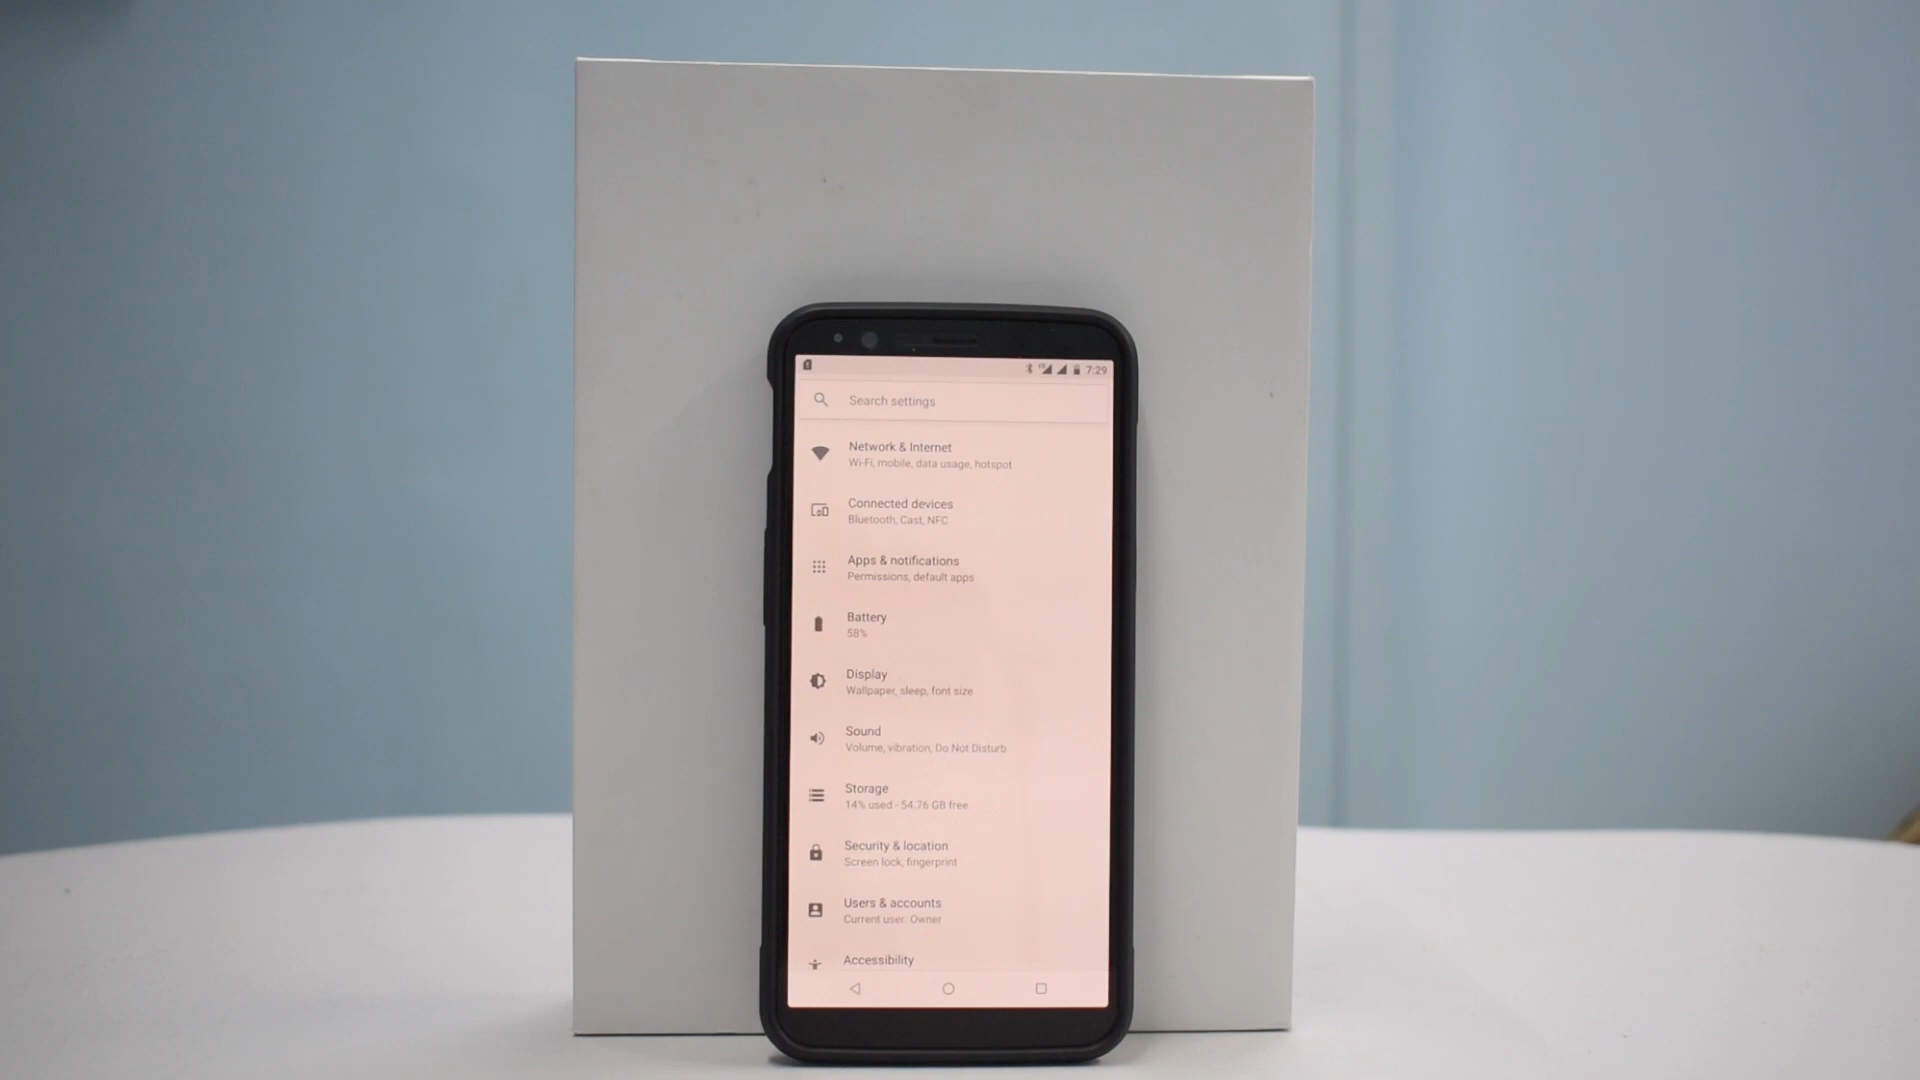 7:29
Search settings
Network & Internet
Wi-Fi, mobile, data usage, hotspot
Connected devices
Bluetooth, Cast, NFC
Apps & notifications
Permissions, default apps
Battery
58%
Display
Wallpaper, sleep, font size
Sound
Volume, vibration, Do Not Disturb
Storage
14% used - 54.76 GB free
Security & location
Screen lock, fingerprint
Users & accounts
Current user: Owner
Accessibility